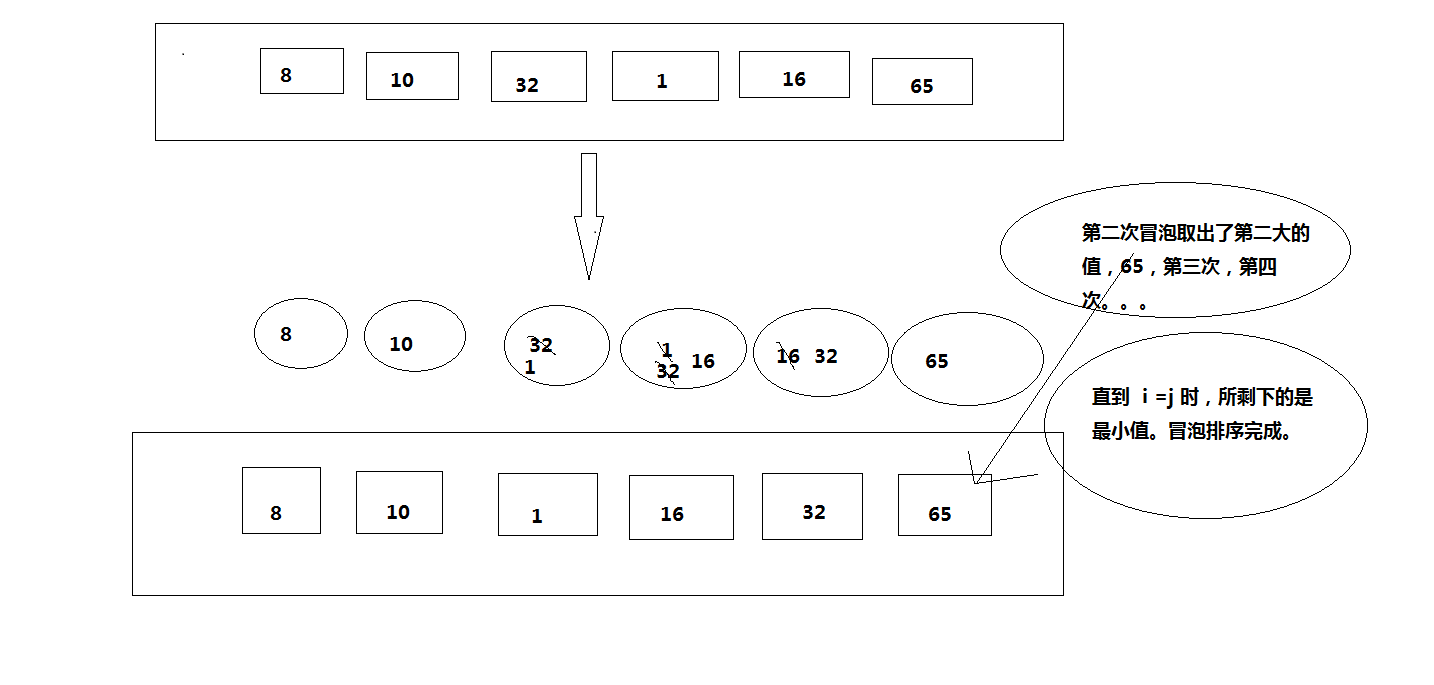 8 10 32 1 16 65
第二次冒泡取出了第二大的
值，65，第三次，第四
次。。。
8 10 32 1 16 32 65
1 32 16
直到 i =j 时，所剩下的是
最小值。冒泡排序完成。
8 10 1 16 32 65